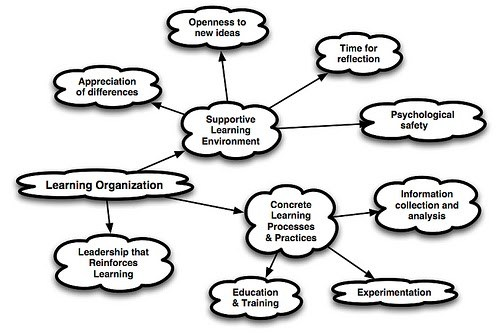 Openness to
new ideas
Time for
reflection
Appreciation
of differences
Supportive
Learning
Environment
Psychological
safety
Learning Organization
Concrete
Learning
Processes
& Practices
Information
collection and
analysis
Leadership that
Reinforces
Learning
Education
& Training
Experimentation